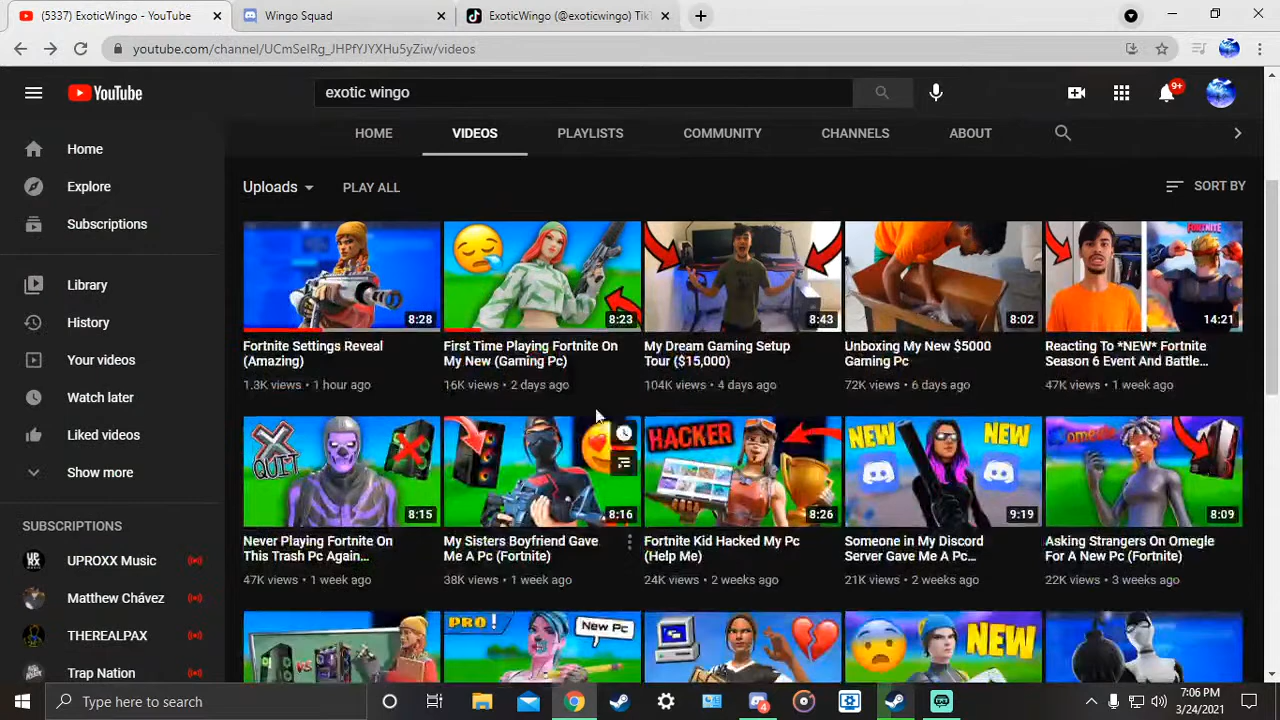 (5337) ExoticWingo - YouTube
Wingo Squad
ExoticWingo (@exoticwingo) TikT
youtube.com/channel/UCmSelRg_JHPfYJYXHu5yZiw/videos
YouTube
exotic wingo
9+
HOME
VIDEOS
PLAYLISTS
COMMUNITY
CHANNELS
ABOUT
Home
Explore
Subscriptions
Library
History
Your videos
Watch later
Liked videos
Show more
SUBSCRIPTIONS
UPROXX Music
Matthew Chávez
THEREALPAX
Trap Nation
Uploads
PLAY ALL
SORT BY
8:28
Fortnite Settings Reveal
(Amazing)
1.3K views • 1 hour ago
8:23
First Time Playing Fortnite On
My New (Gaming Pc)
16K views • 2 days ago
8:43
My Dream Gaming Setup
Tour ($15,000)
104K views • 4 days ago
8:02
Unboxing My New $5000
Gaming Pc
72K views • 6 days ago
FORTNITE
14:21
Reacting To *NEW* Fortnite
Season 6 Event And Battle...
47K views • 1 week ago
QUIT
8:15
Never Playing Fortnite On
This Trash Pc Again...
47K views • 1 week ago
8:16
My Sisters Boyfriend Gave
Me A Pc (Fortnite)
38K views • 1 week ago
HACKER
8:26
Fortnite Kid Hacked My Pc
(Help Me)
24K views • 2 weeks ago
NEW
NEW
9:19
Someone in My Discord
Server Gave Me A Pc...
21K views • 2 weeks ago
omegle
8:09
Asking Strangers On Omegle
For A New Pc (Fortnite)
22K views • 3 weeks ago
VS
PRO!
New Pc
NEW
Type here to search
4
7:06 PM
3/24/2021